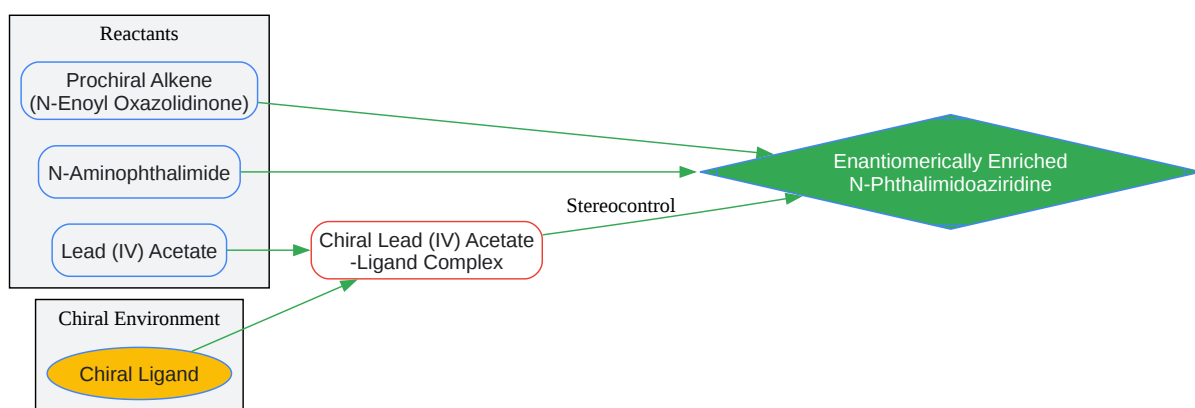 Reactants
Prochiral Alkene
(N-Enoyl Oxazolidinone)
N-Aminophthalimide
Lead (IV) Acetate
Chiral Environment
Chiral Ligand
Chiral Lead (IV) Acetate
-Ligand Complex
Stereocontrol
Enantiomerically Enriched
N-Phthalimidoaziridine